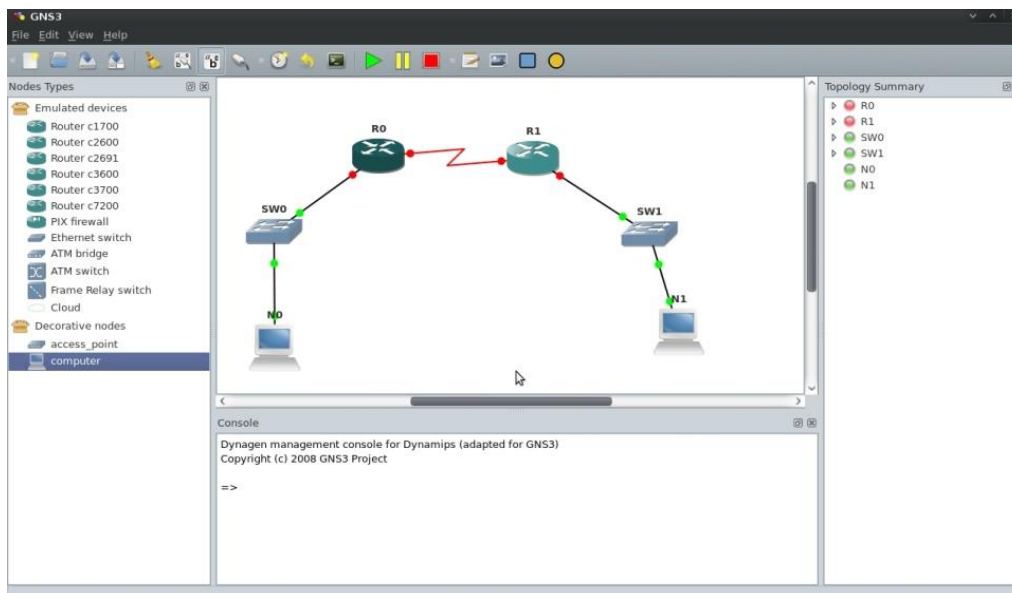 GNS3
File Edit View Help
Nodes Types
Emulated devices
Router c1700
Router c2600
Router c2691
Router c3600
Router c3700
Router c7200
PIX firewall
Ethernet switch
ATM bridge
ATM switch
Frame Relay switch
Cloud
Decorative nodes
access_point
computer
R0
R1
SW0
SW1
N0
N1
Console
Dynagen management console for Dynamips (adapted for GNS3)
Copyright (c) 2008 GNS3 Project
=>
Topology Summary
R0
R1
SW0
SW1
N0
N1